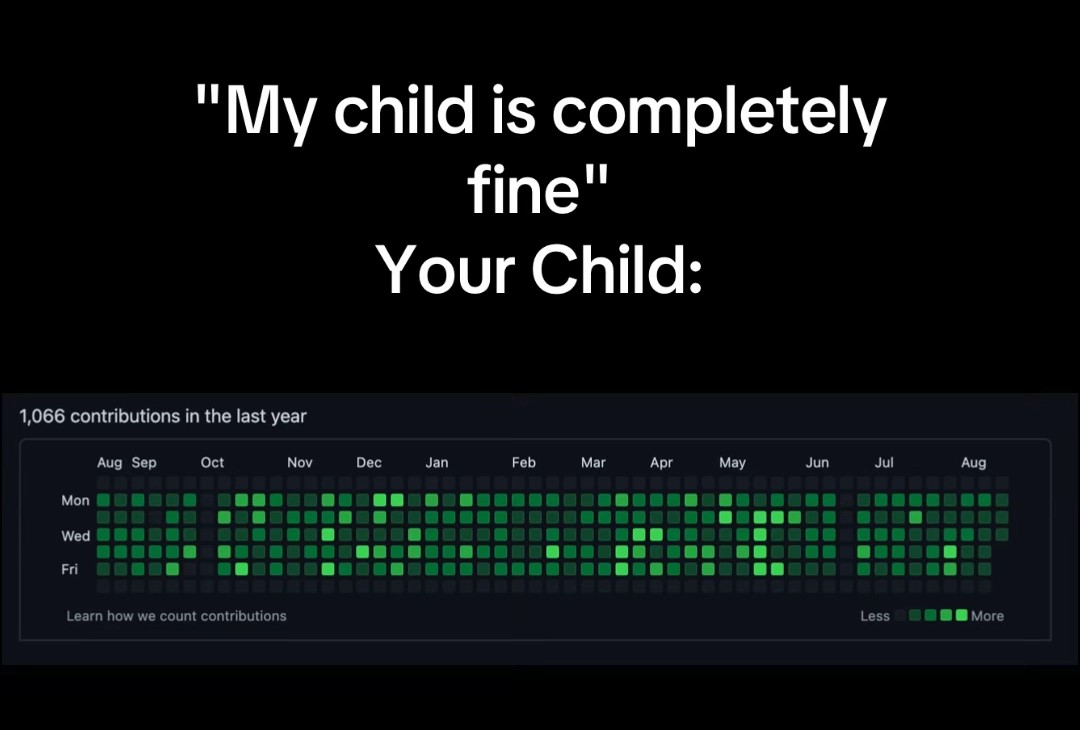 "My child is completely
fine"
Your Child:
1,066 contributions in the last year
Aug Sep Oct Nov Dec Jan Feb Mar Apr May Jun Jul Aug
Mon
Wed
Fri
Learn how we count contributions
Less More